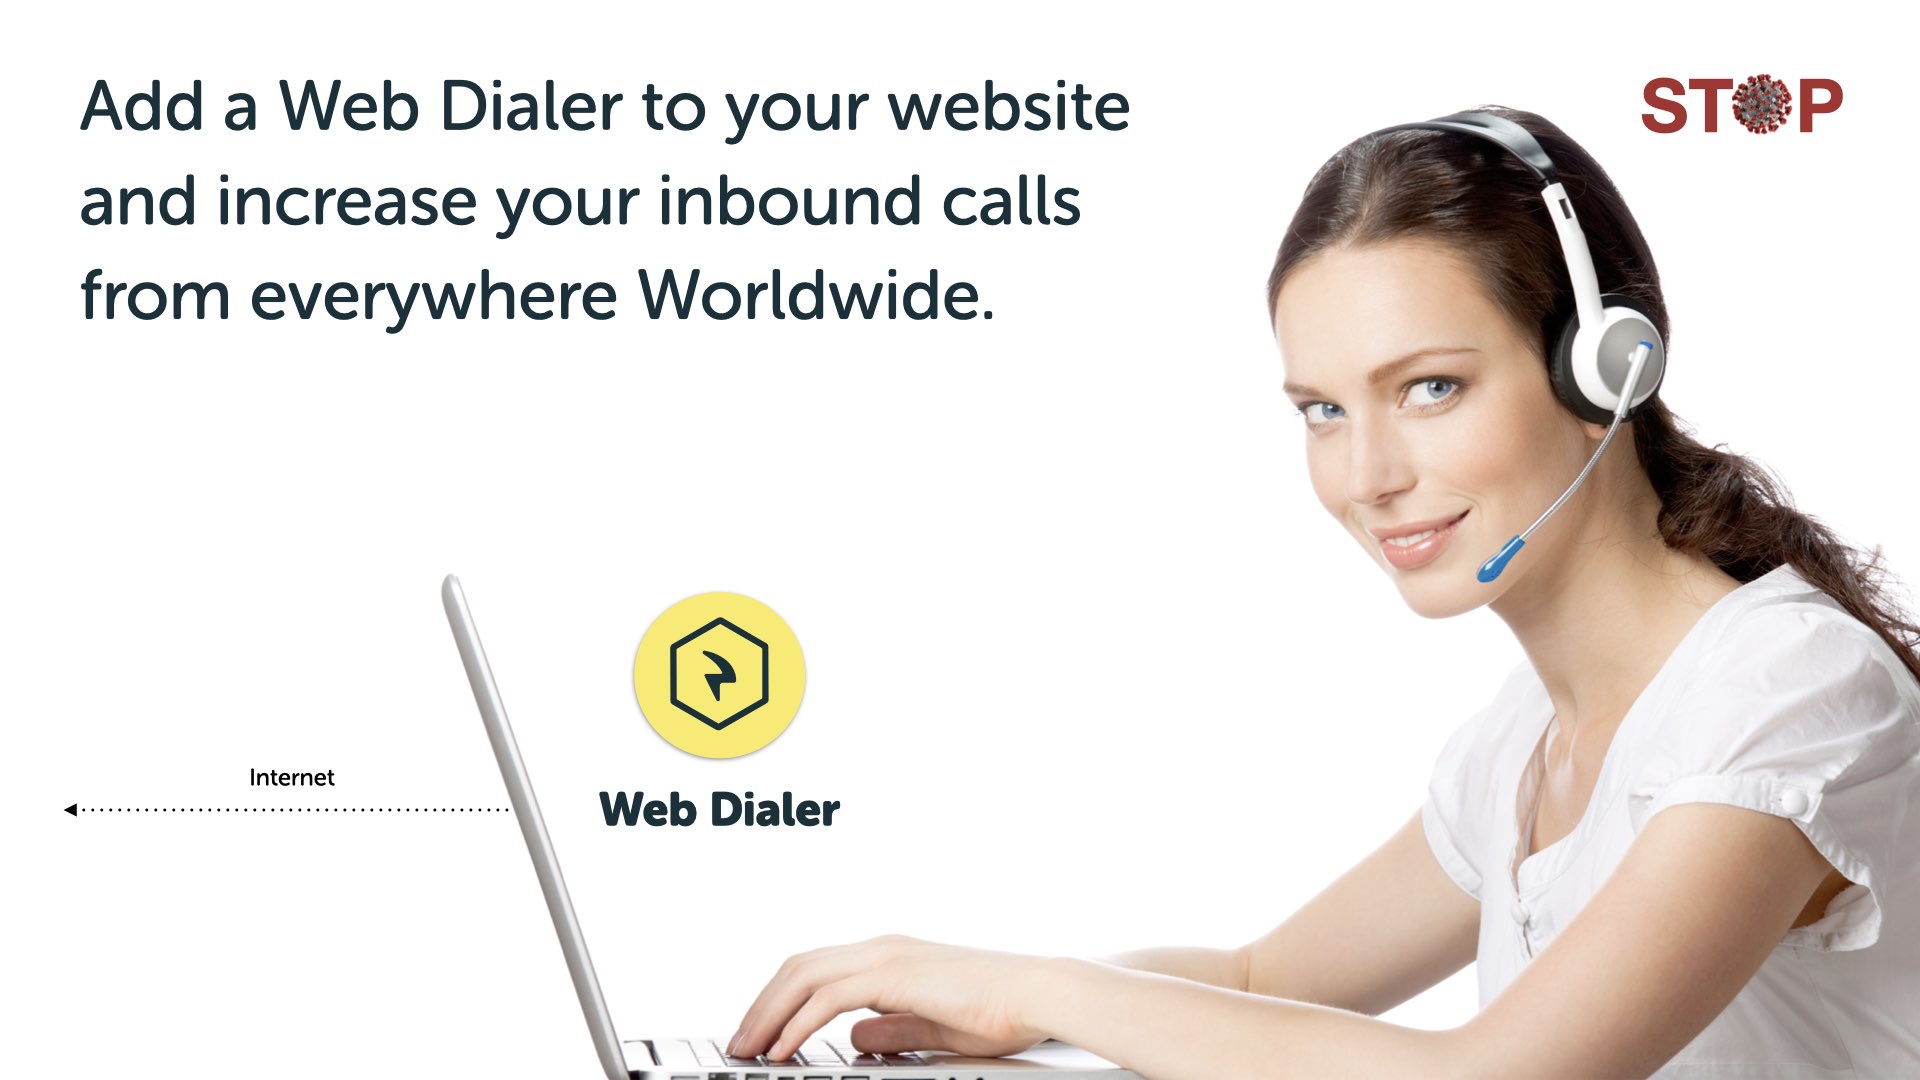 Add a Web Dialer to your website
and increase your inbound calls
from everywhere Worldwide.
STOP
Internet
Web Dialer